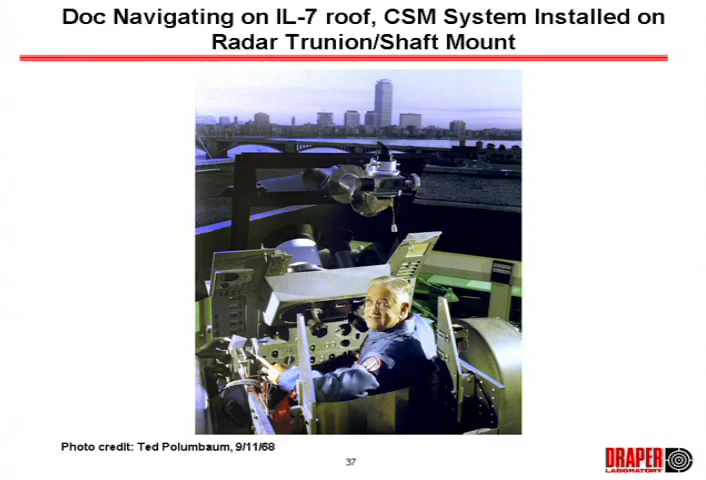 Doc Navigating on IL-7 roof, CSM System Installed on
Radar Trunion/Shaft Mount
Photo credit: Ted Polumbaum, 9/11/68
37
DRAPER
LABORATORY